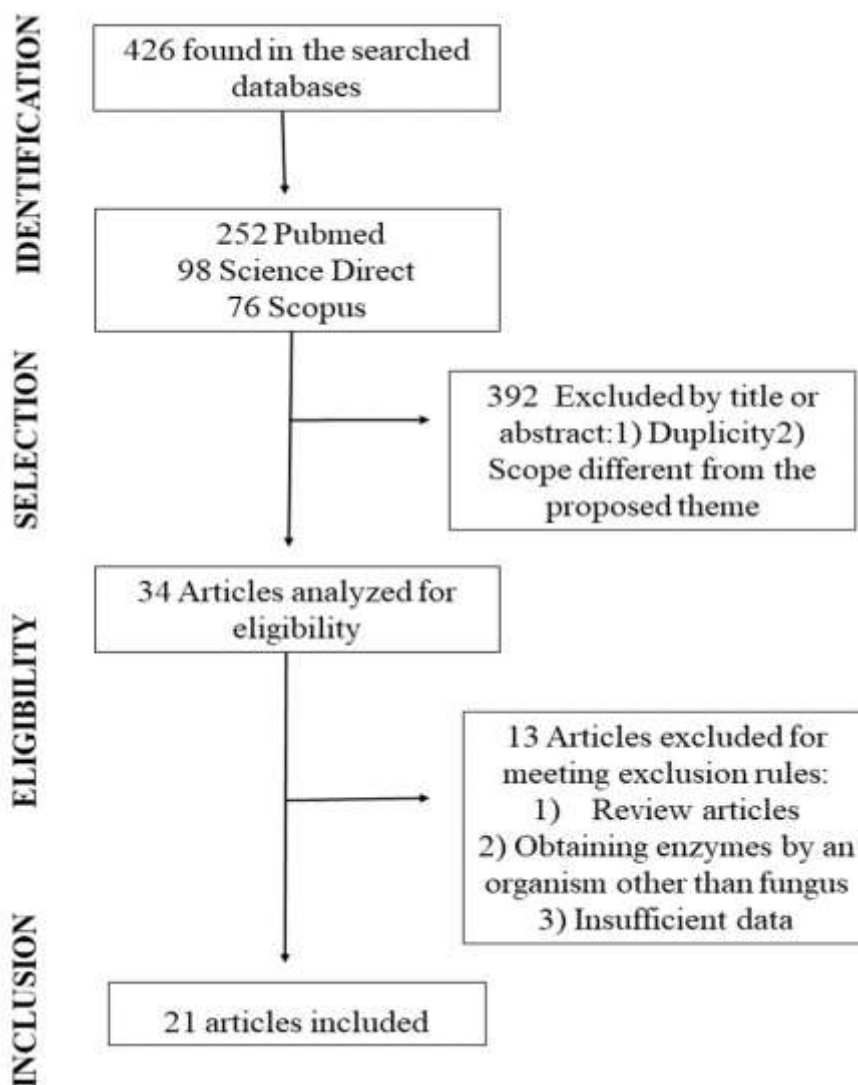 IDENTIFICATION
426 found in the searched
databases
252 Pubmed
98 Science Direct
76 Scopus
SELECTION
392 Excluded by title or
abstract:1) Duplicity2)
Scope different from the
proposed theme
34 Articles analyzed for
eligibility
ELIGIBILITY
13 Articles excluded for
meeting exclusion rules:
1) Review articles
2) Obtaining enzymes by an
organism other than fungus
3) Insufficient data
INCLUSION
21 articles included